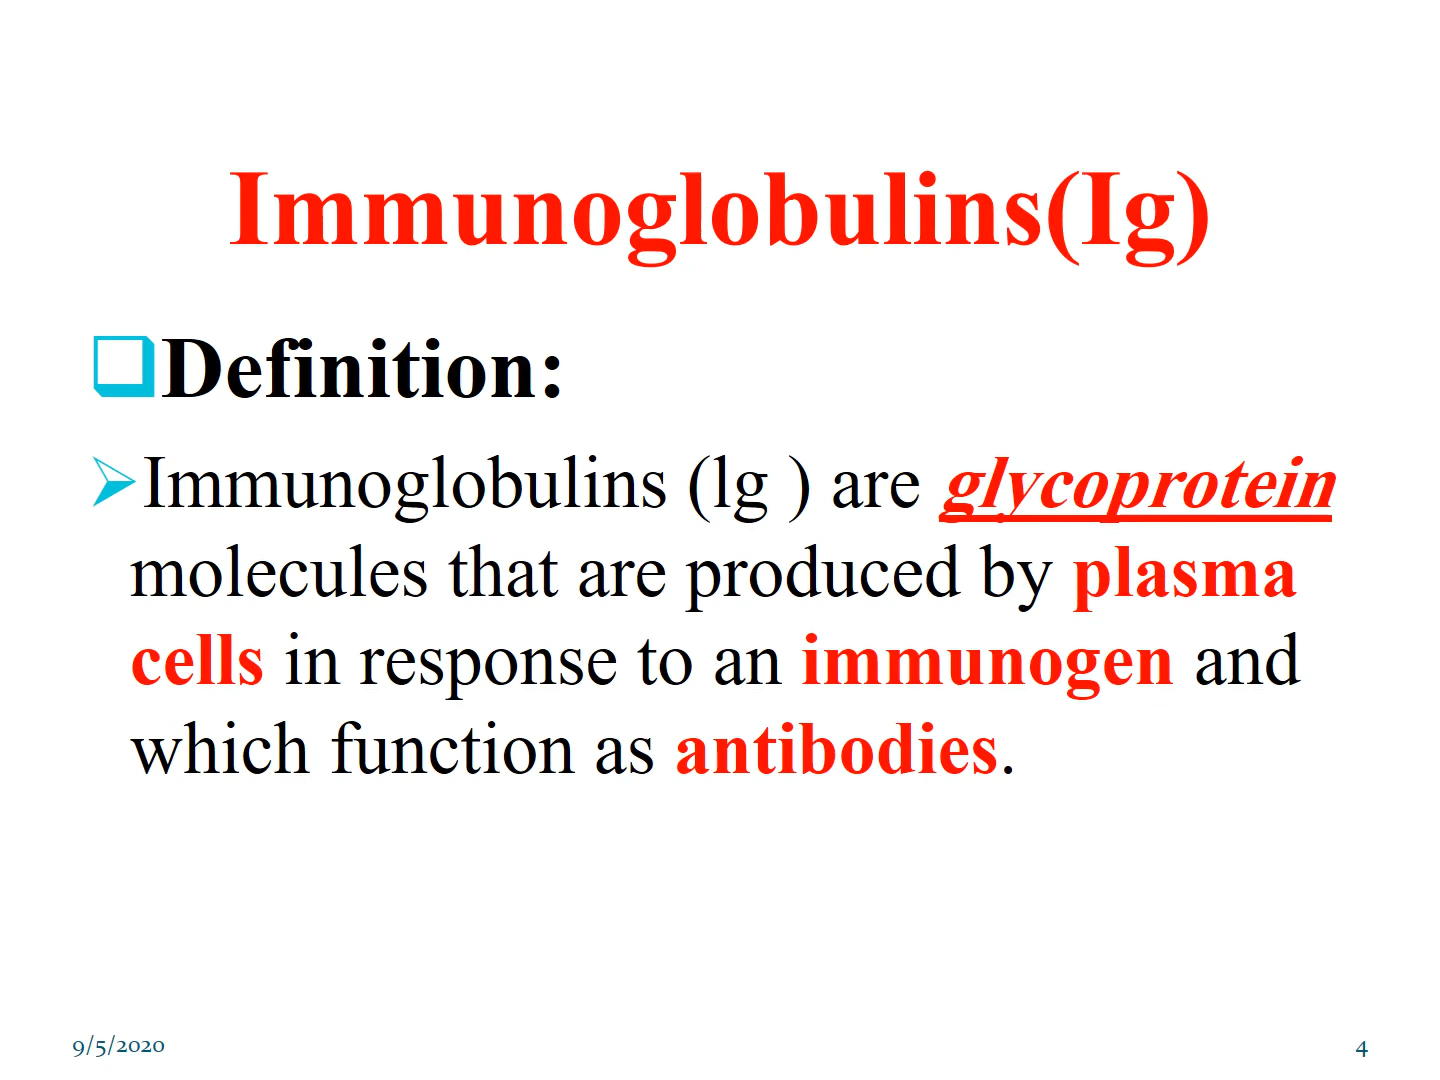 Immunoglobulins(Ig)
Definition:
Immunoglobulins (lg ) are glycoprotein
molecules that are produced by plasma
cells in response to an immunogen and
which function as antibodies.
9/5/2020
4